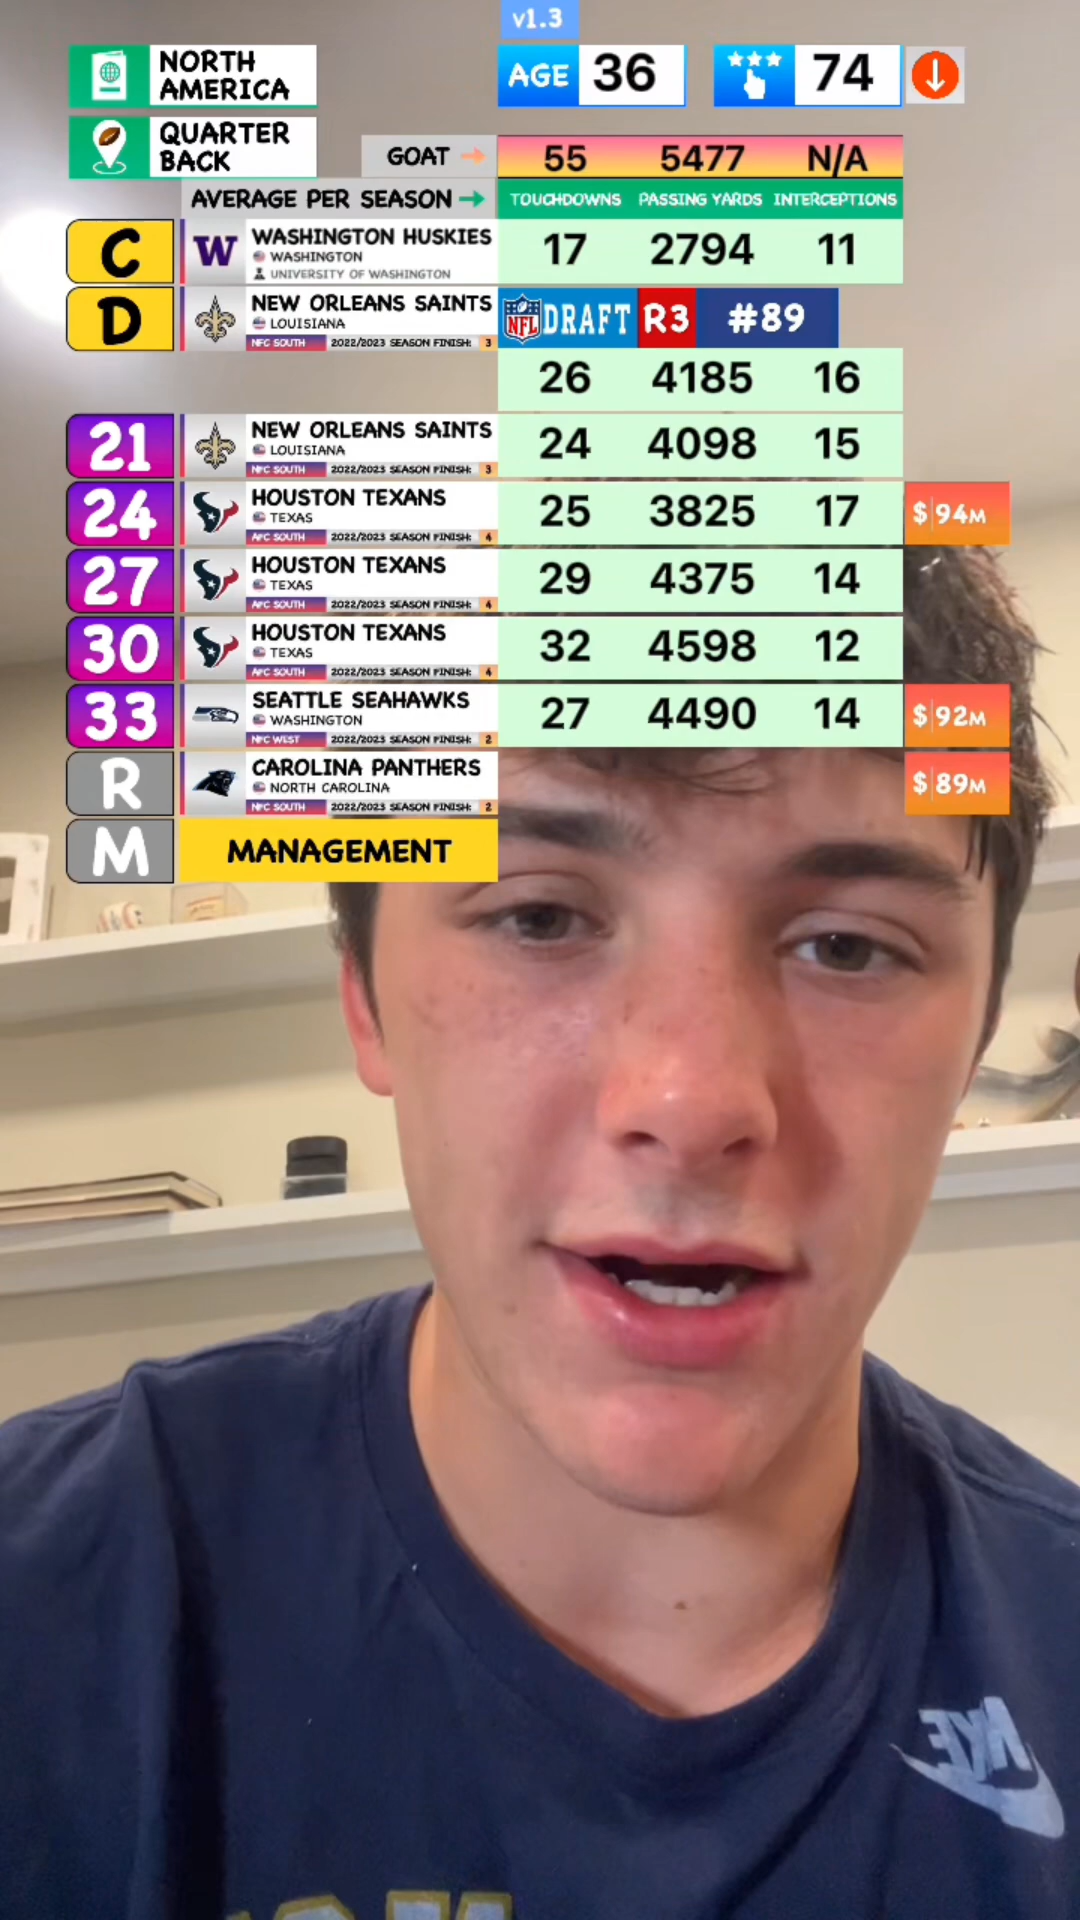 v1.3
NORTH AMERICA
AGE 36
74
QUARTER BACK
GOAT → 55 5477 N/A
AVERAGE PER SEASON → TOUCHDOWNS PASSING YARDS INTERCEPTIONS
C W WASHINGTON HUSKIES 17 2794 11
WASHINGTON
UNIVERSITY OF WASHINGTON
D NEW ORLEANS SAINTS NFL DRAFT R3 #89
LOUISIANA
NFC SOUTH 2022/2023 SEASON FINISH: 3
26 4185 16
21 NEW ORLEANS SAINTS 24 4098 15
LOUISIANA
NFC SOUTH 2022/2023 SEASON FINISH: 3
24 HOUSTON TEXANS 25 3825 17 $|94M
TEXAS
AFC SOUTH 2022/2023 SEASON FINISH: 4
27 HOUSTON TEXANS 29 4375 14
TEXAS
AFC SOUTH 2022/2023 SEASON FINISH: 4
30 HOUSTON TEXANS 32 4598 12
TEXAS
AFC SOUTH 2022/2023 SEASON FINISH: 4
33 SEATTLE SEAHAWKS 27 4490 14 $|92M
WASHINGTON
NFC WEST 2022/2023 SEASON FINISH: 2
R CAROLINA PANTHERS $|89M
NORTH CAROLINA
NFC SOUTH 2022/2023 SEASON FINISH: 2
M MANAGEMENT
NIKE